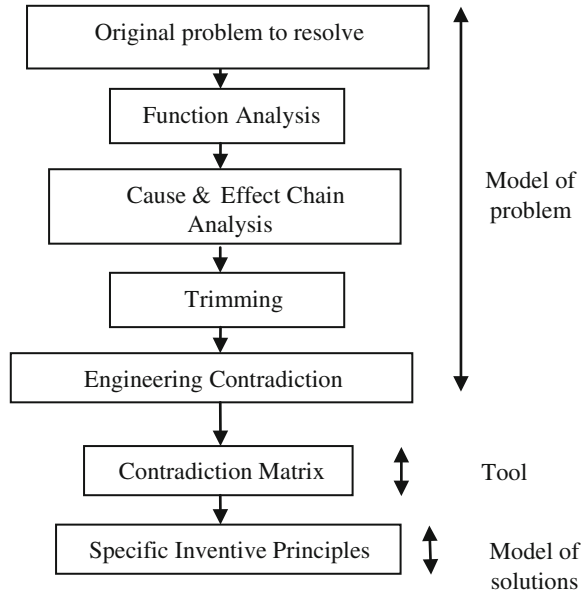 Original problem to resolve
Function Analysis
Cause & Effect Chain
Analysis
Model of
problem
Trimming
Engineering Contradiction
Contradiction Matrix
Tool
Specific Inventive Principles
Model of
solutions